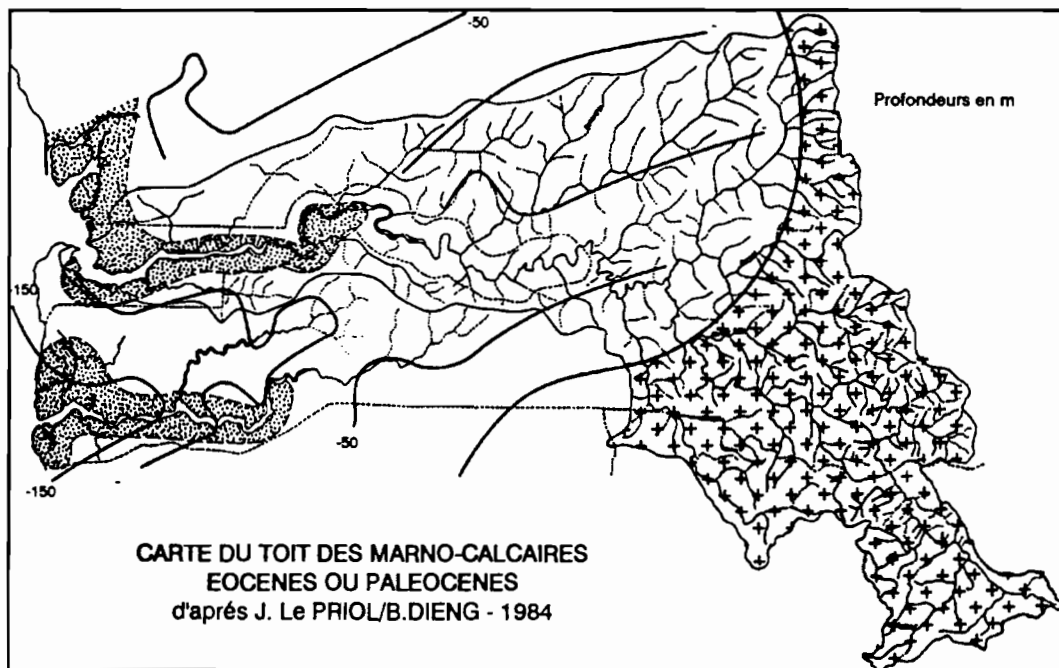 -50
Profondeurs en m
150
-50
-150
CARTE DU TOIT DES MARNO-CALCAIRES
EOCENES OU PALEOCENES
d'aprés J. Le PRIOL/B.DIENG - 1984